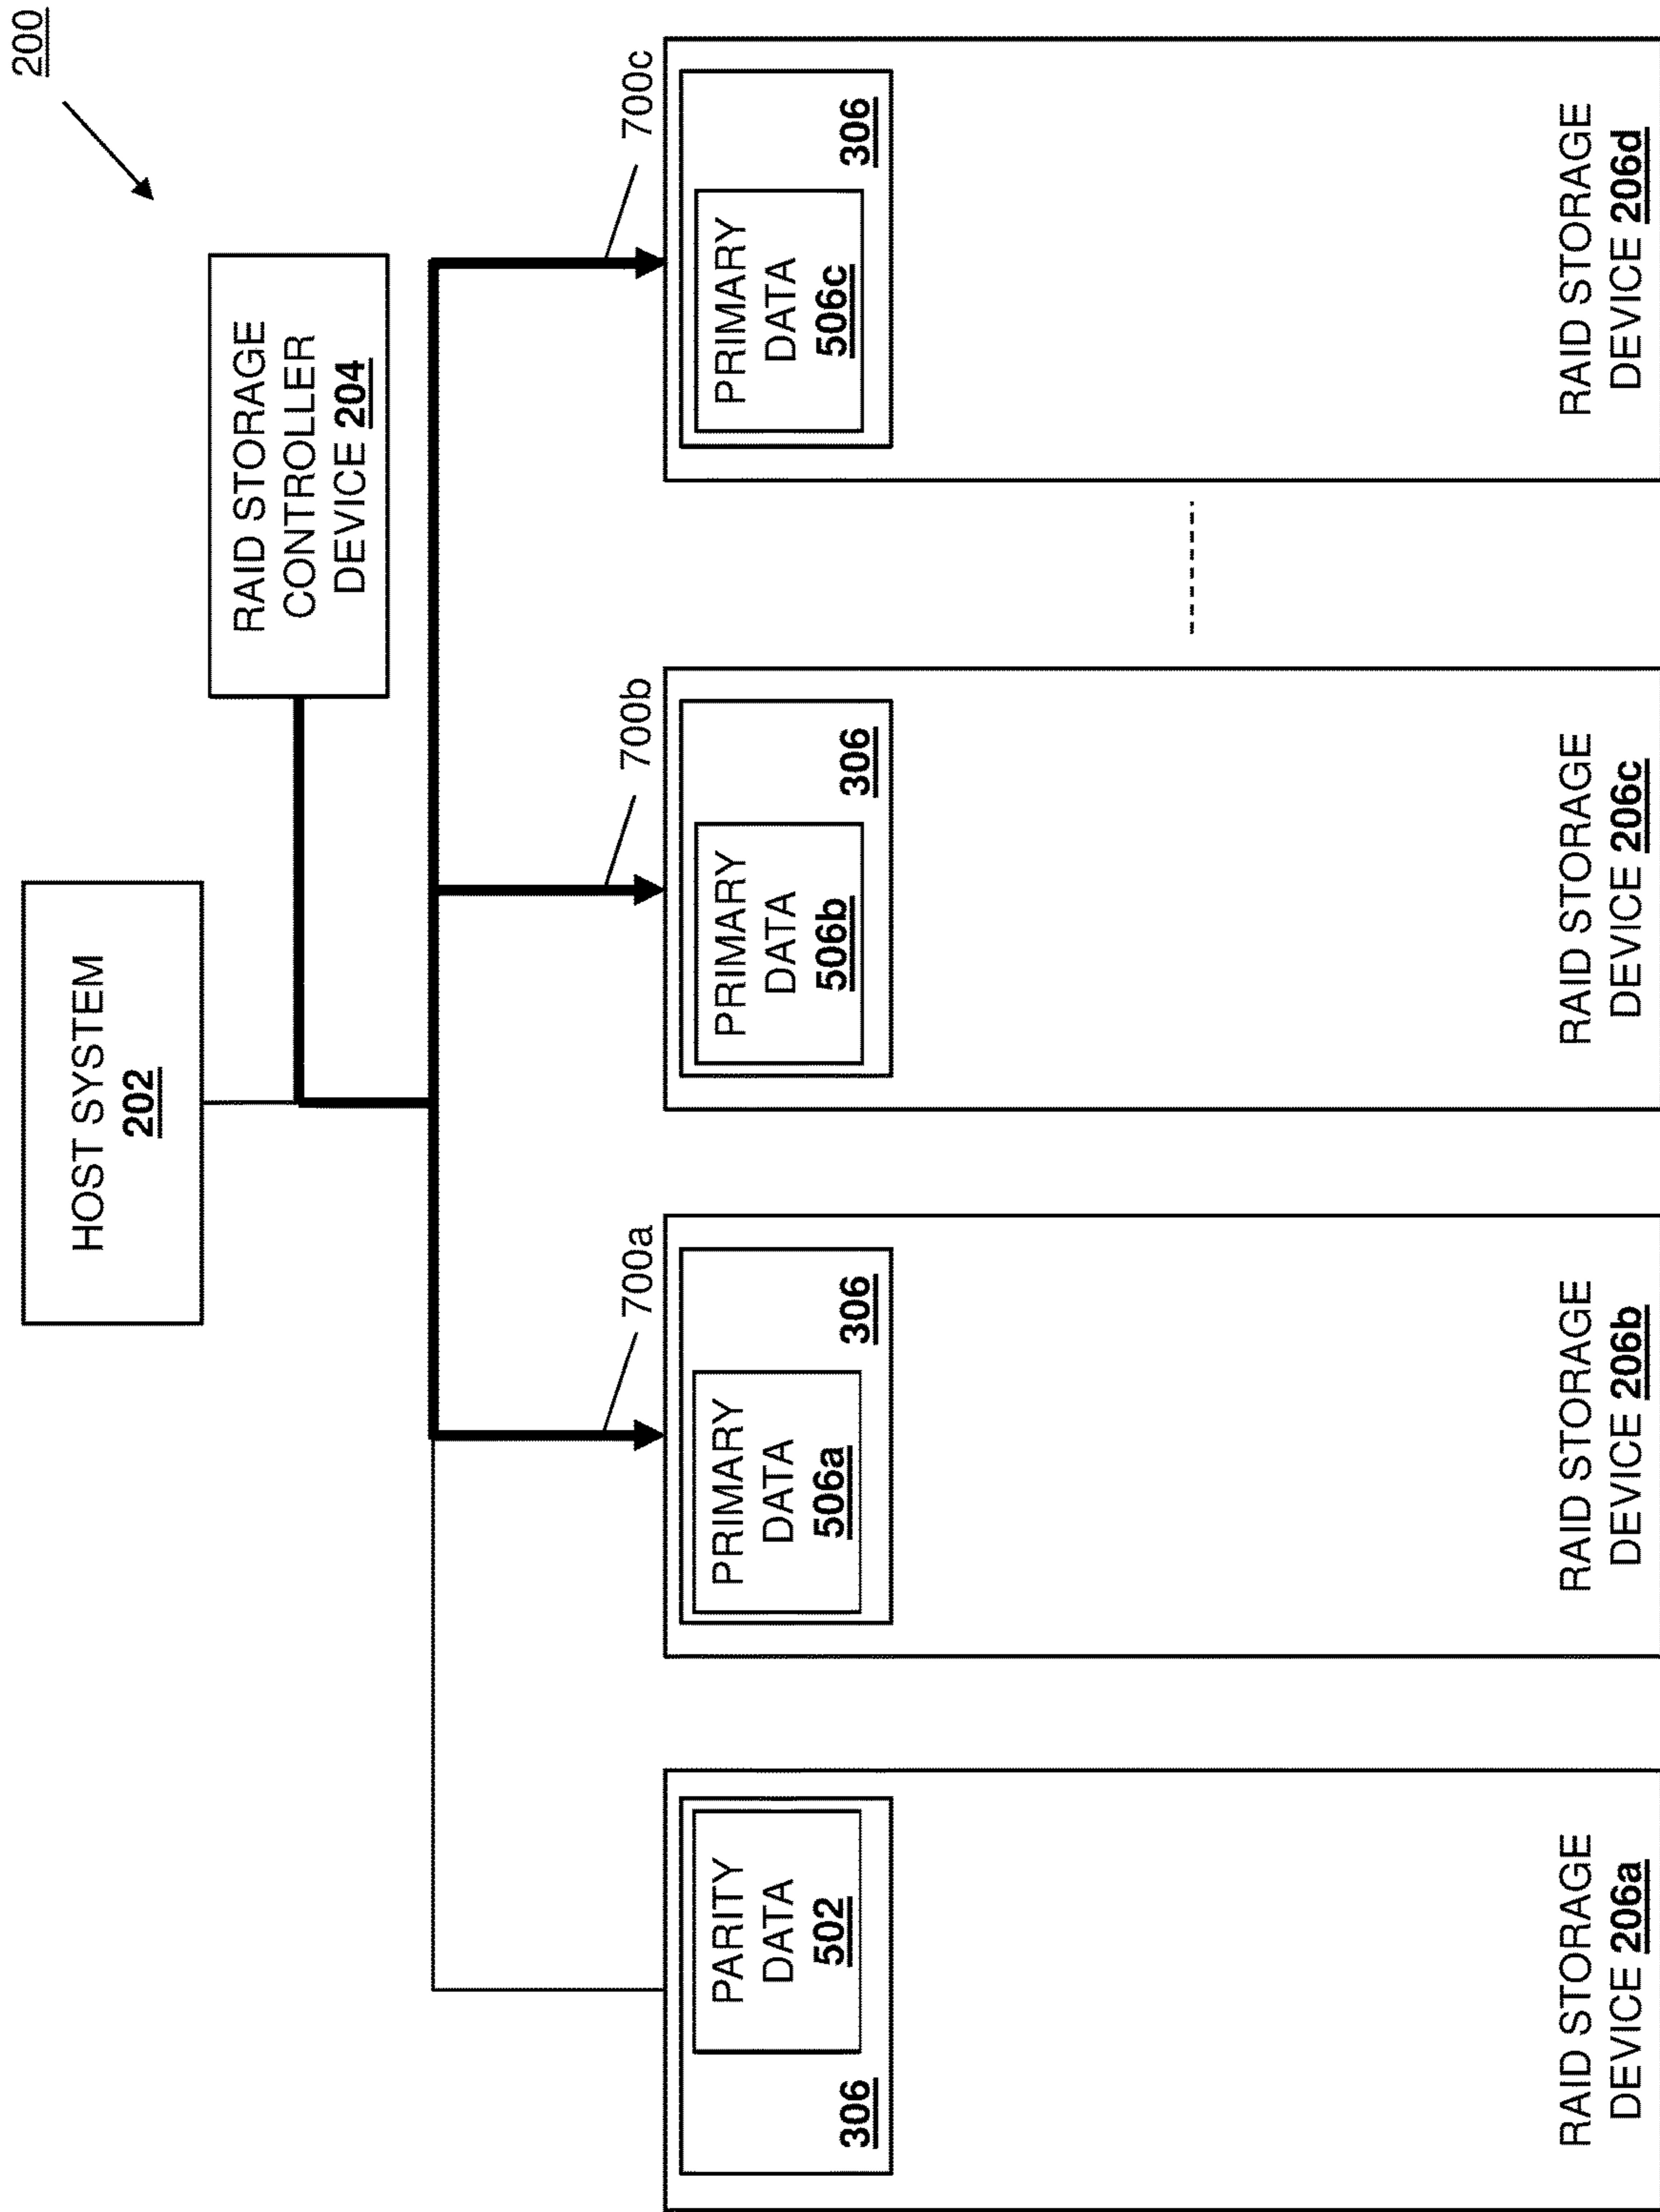 200
HOST SYSTEM
202
RAID STORAGE
CONTROLLER
DEVICE 204
700a
700b
700c
306
PARITY
DATA
502
RAID STORAGE
DEVICE 206a
PRIMARY
DATA
506a
306
RAID STORAGE
DEVICE 206b
PRIMARY
DATA
506b
306
RAID STORAGE
DEVICE 206c
PRIMARY
DATA
506c
306
RAID STORAGE
DEVICE 206d